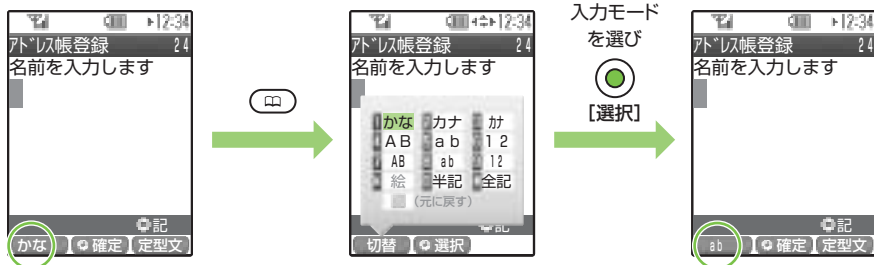 12:34
アドレス帳登録 24
名前を入力します
記
かな 確定 定型文
12:34
アドレス帳登録 24
名前を入力します
かな カナ カナ
AB ab 12
AB ab 12
絵 半記 全記
(元に戻す)
記
切替 選択
入力モード
を選び
[選択]
12:34
アドレス帳登録 24
名前を入力します
記
ab 確定 定型文